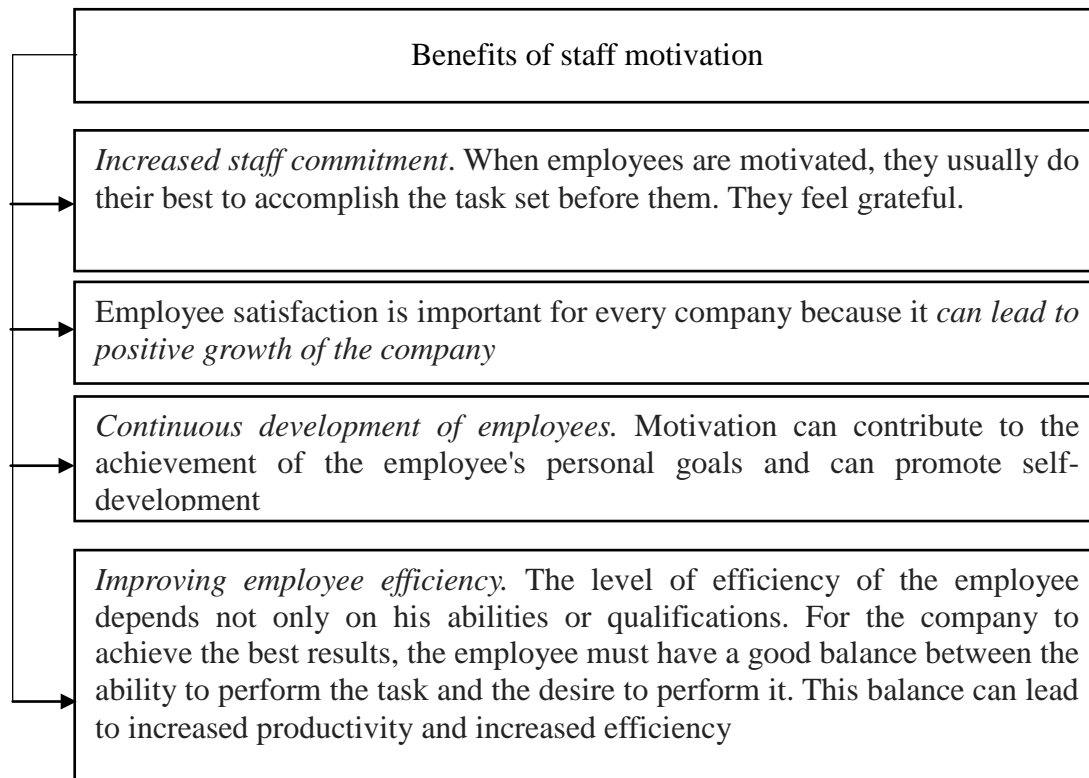 Benefits of staff motivation
Increased staff commitment. When employees are motivated, they usually do
their best to accomplish the task set before them. They feel grateful.
Employee satisfaction is important for every company because it can lead to
positive growth of the company
Continuous development of employees. Motivation can contribute to the
achievement of the employee's personal goals and can promote self-
development
Improving employee efficiency. The level of efficiency of the employee
depends not only on his abilities or qualifications. For the company to
achieve the best results, the employee must have a good balance between the
ability to perform the task and the desire to perform it. This balance can lead
to increased productivity and increased efficiency